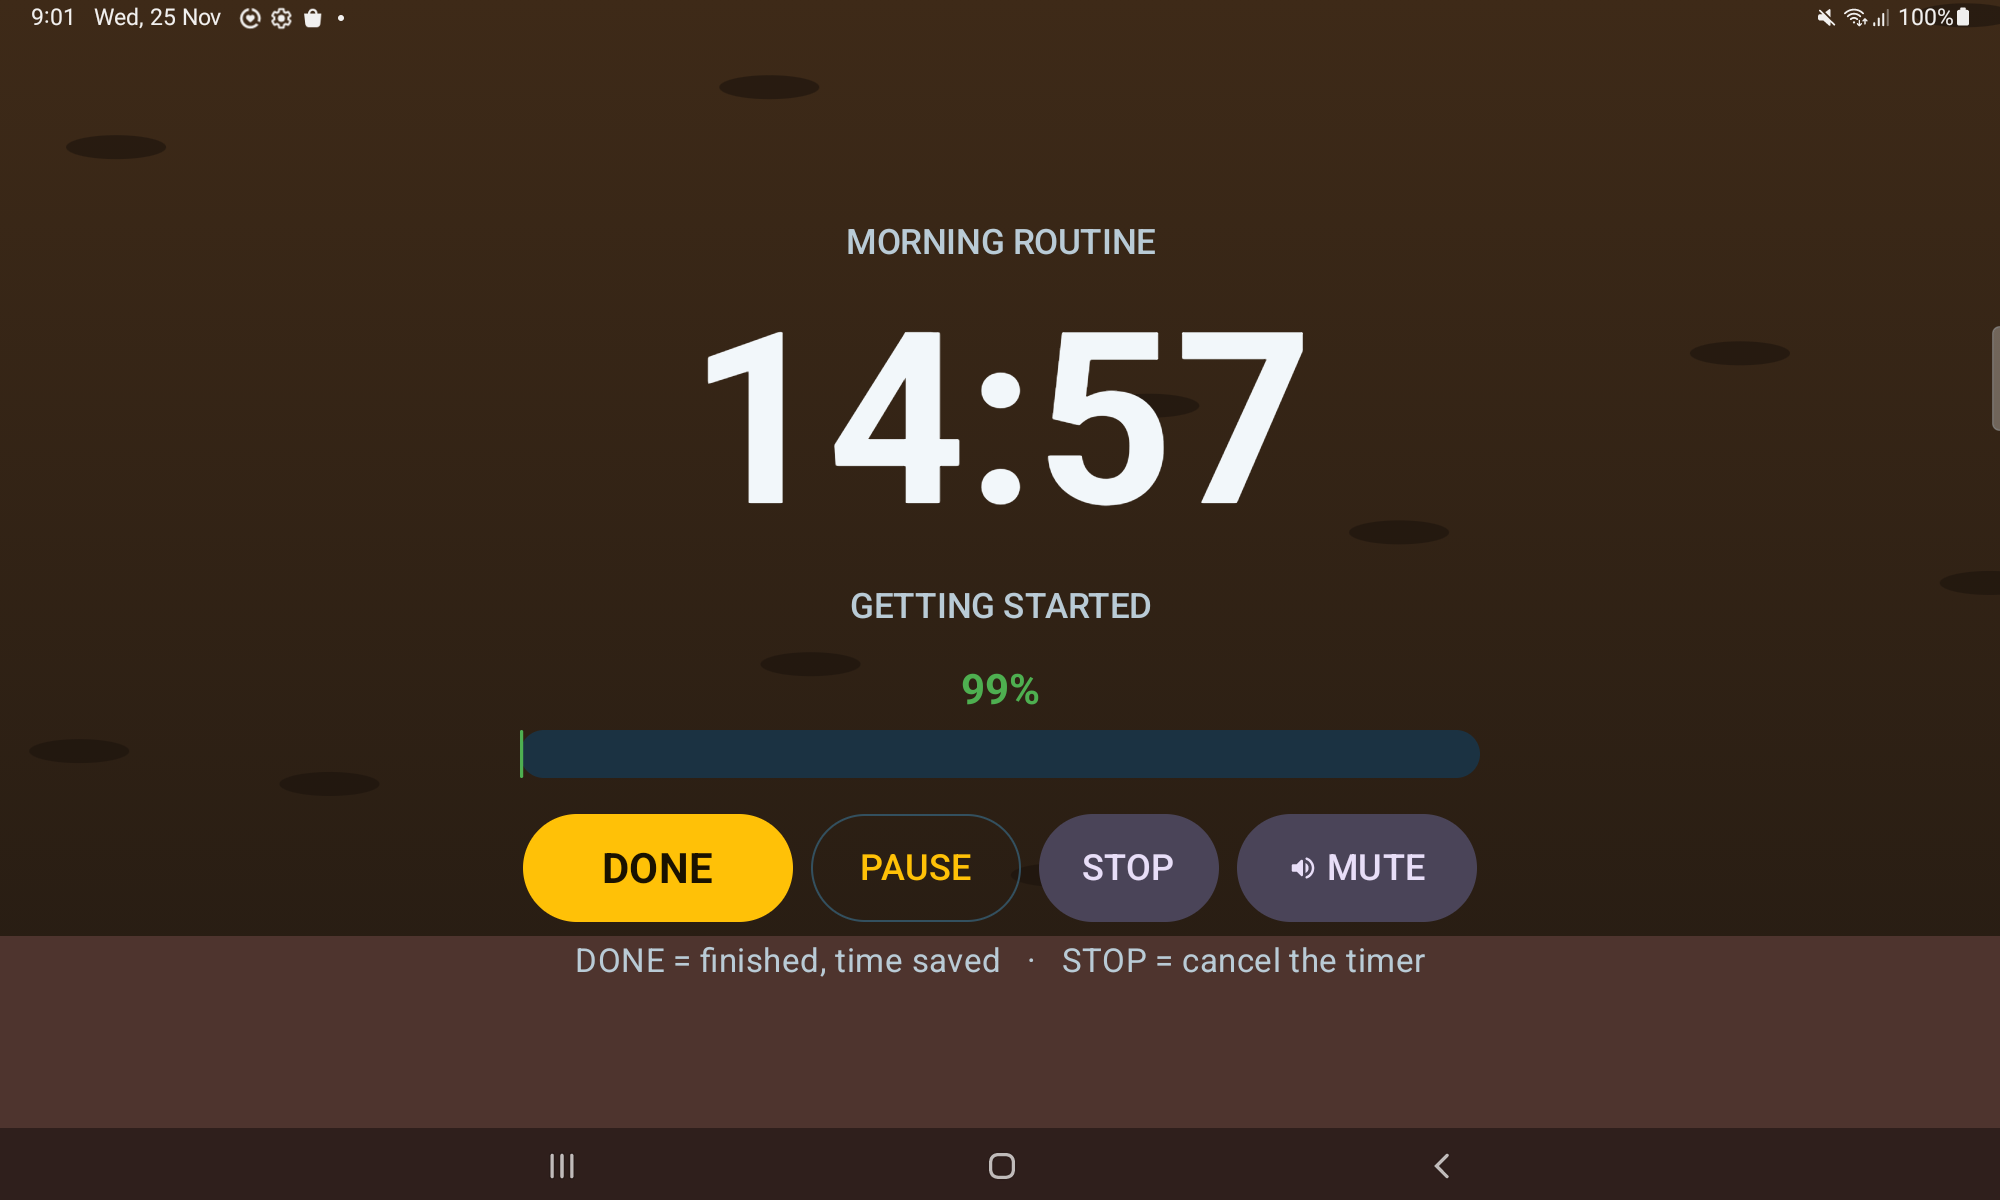 9:01 Wed, 25 Nov
100%
MORNING ROUTINE
14:57
GETTING STARTED
99%
DONE PAUSE STOP MUTE
DONE = finished, time saved · STOP = cancel the timer